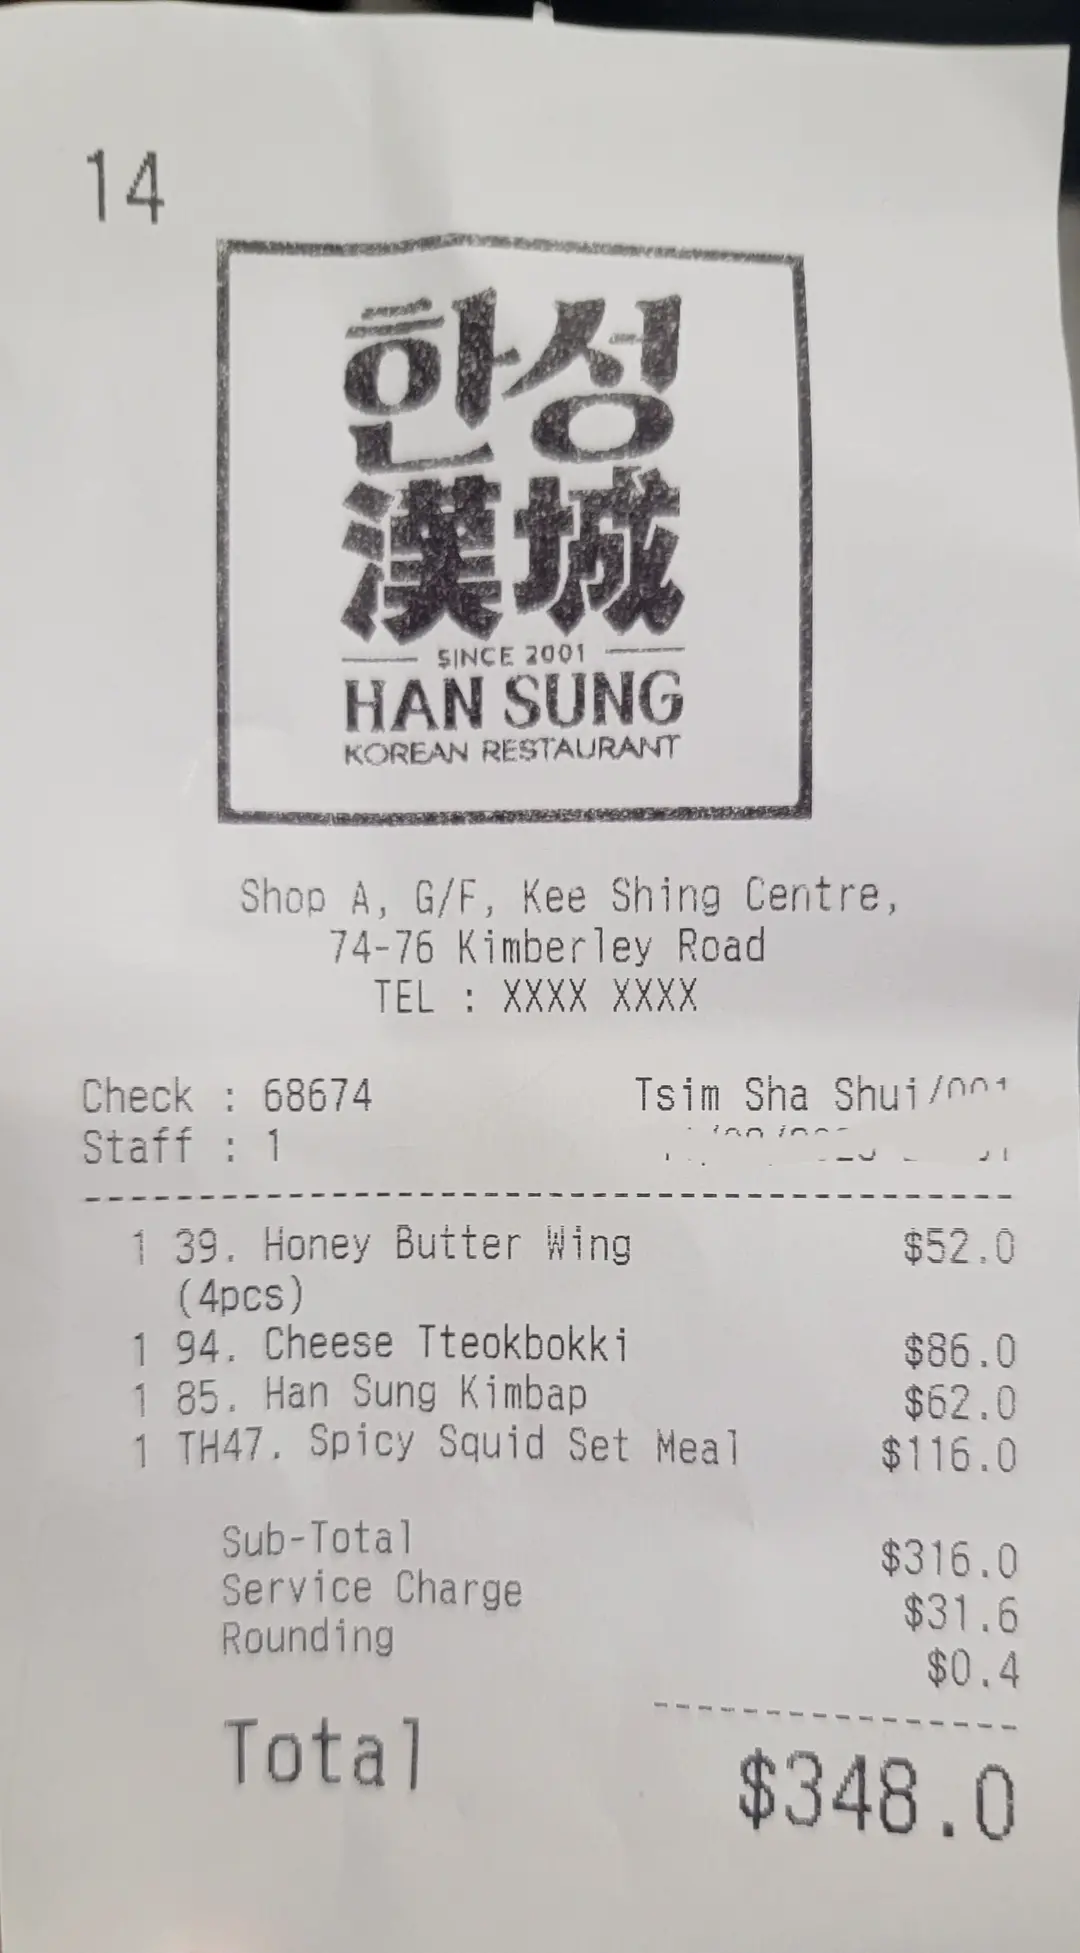 14
한성
漢城
SINCE 2001
HAN SUNG
KOREAN RESTAURANT
Shop A, G/F, Kee Shing Centre,
74-76 Kimberley Road
TEL : XXXX XXXX
Check : 68674 Tsim Sha Shui/001
Staff : 1
1 39. Honey Butter Wing $52.0
(4pcs)
1 94. Cheese Tteokbokki $86.0
1 85. Han Sung Kimbap $62.0
1 TH47. Spicy Squid Set Meal $116.0
Sub-Total $316.0
Service Charge $31.6
Rounding $0.4
Total $348.0